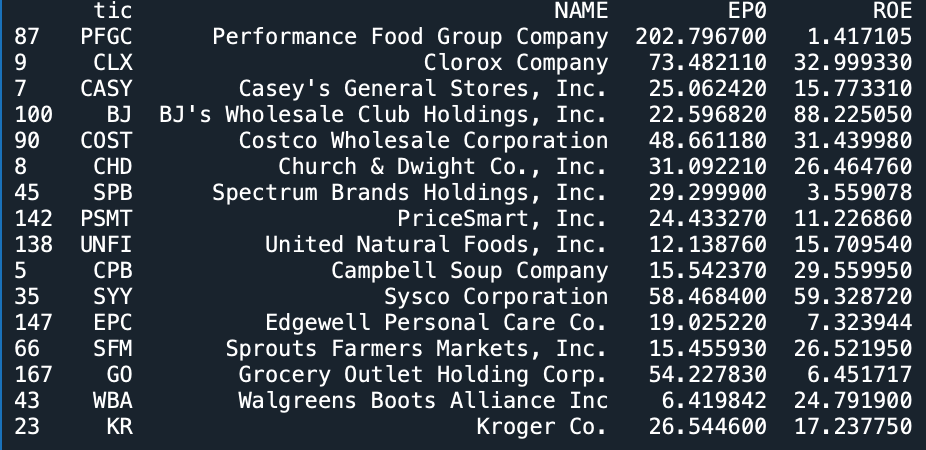 tic NAME EP0 ROE
87 PFGC Performance Food Group Company 202.796700 1.417105
9 CLX Clorox Company 73.482110 32.999330
7 CASY Casey's General Stores, Inc. 25.062420 15.773310
100 BJ BJ's Wholesale Club Holdings, Inc. 22.596820 88.225050
90 COST Costco Wholesale Corporation 48.661180 31.439980
8 CHD Church & Dwight Co., Inc. 31.092210 26.464760
45 SPB Spectrum Brands Holdings, Inc. 29.299900 3.559078
142 PSMT PriceSmart, Inc. 24.433270 11.226860
138 UNFI United Natural Foods, Inc. 12.138760 15.709540
5 CPB Campbell Soup Company 15.542370 29.559950
35 SYY Sysco Corporation 58.468400 59.328720
147 EPC Edgewell Personal Care Co. 19.025220 7.323944
66 SFM Sprouts Farmers Markets, Inc. 15.455930 26.521950
167 GO Grocery Outlet Holding Corp. 54.227830 6.451717
43 WBA Walgreens Boots Alliance Inc 6.419842 24.791900
23 KR Kroger Co. 26.544600 17.237750